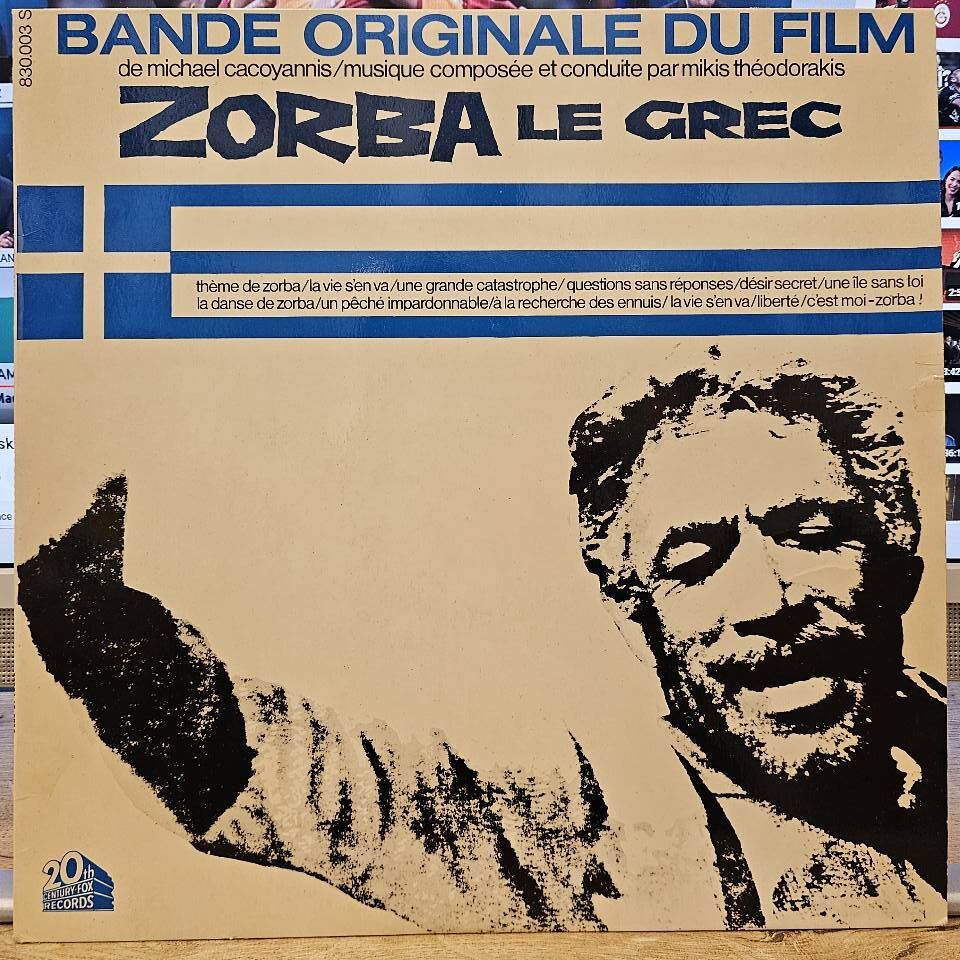 830.003 S
BANDE ORIGINALE DU FILM
de michael cacoyannis/musique composée et conduite par mikis théodorakis
ZORBA LE GREC
thème de zorba/la vie s'en va/une grande catastrophe/questions sans réponses/désir secret/une île sans loi
la danse de zorba/un pêché impardonnable/à la recherche des ennuis/la vie s'en va/liberté/c'est moi-zorba!
20th
CENTURY-FOX
RECORDS